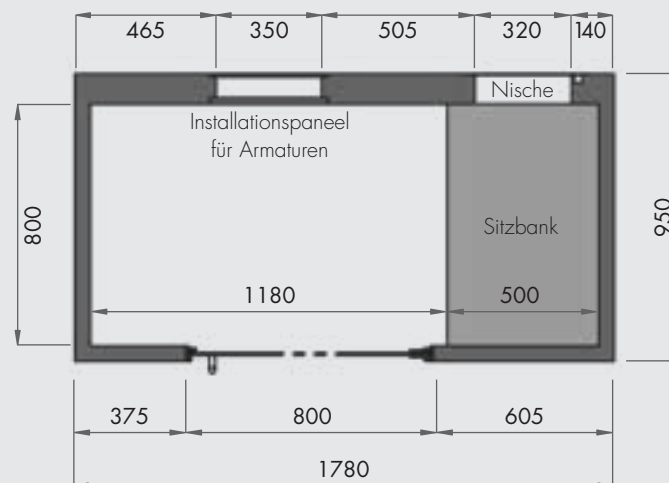 465 350 505 320 140
Nische
Installationspaneel
für Armaturen
800
Sitzbank
950
1180 500
375 800 605
1780